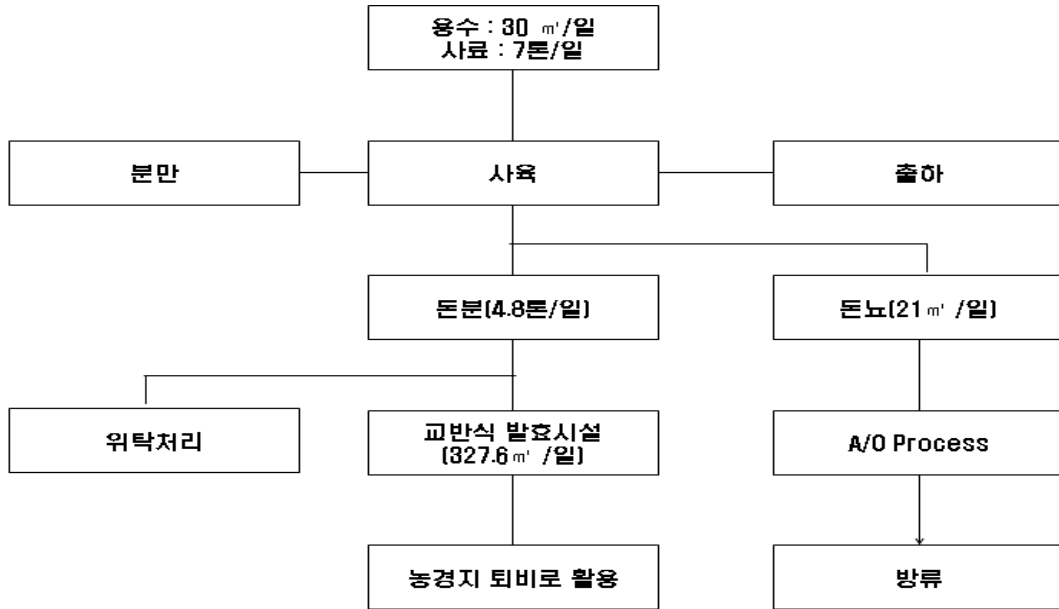 용수 : 30 ㎥/일
사료 : 7톤/일
분만
사육
출하
돈분(4.8톤/일)
돈뇨(21㎥ /일)
위탁처리
교반식 발효시설
(327.6㎥ /일)
A/O Process
농경지 퇴비로 활용
방류